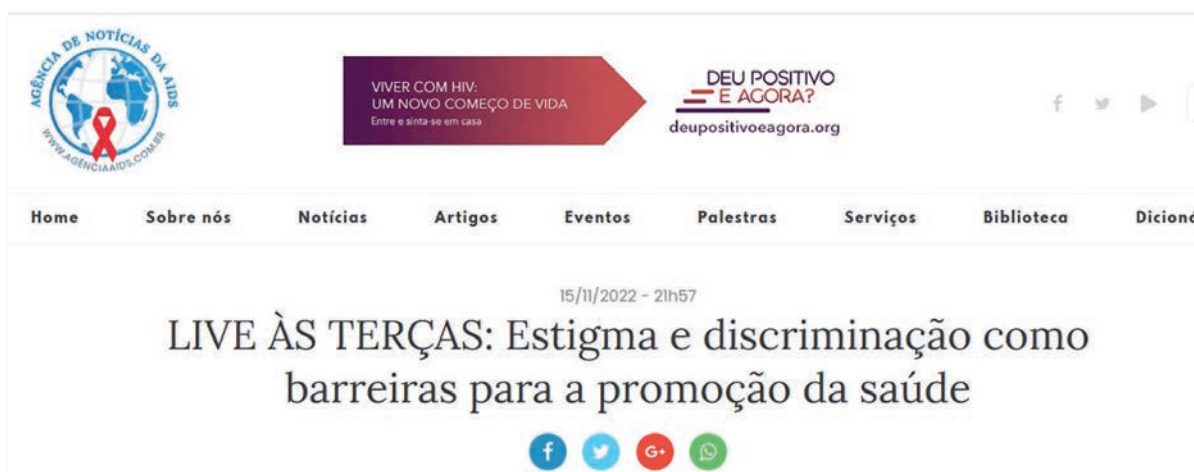 AGÊNCIA DE NOTÍCIAS DA AIDS
WWW.AGÊNCIAAIDS.COM.BR
VIVER COM HIV:
UM NOVO COMEÇO DE VIDA
Entre e sinta-se em casa
DEU POSITIVO
E AGORA?
deupositivoeagora.org
Home Sobre nós Notícias Artigos Eventos Palestras Serviços Biblioteca
15/11/2022 - 21h57
LIVE ÀS TERÇAS: Estigma e discriminação como
barreiras para a promoção da saúde